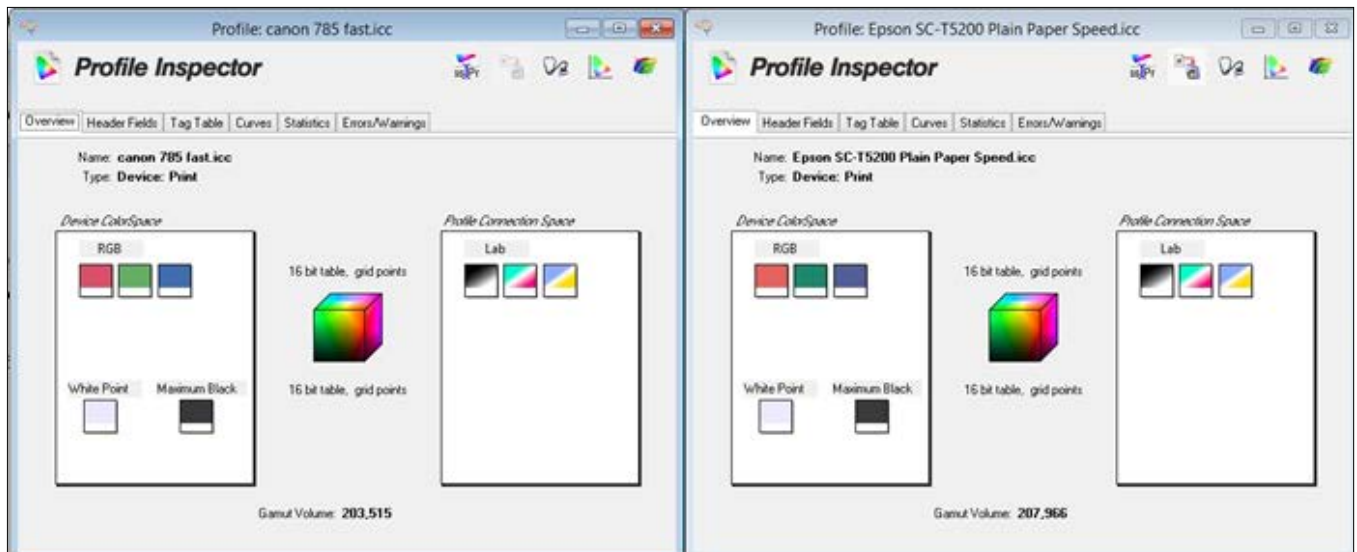 Profile: canon 785 fast.icc
Profile Inspector
Overview Header Fields Tag Table Curves Statistics Errors/Warnings
Name: canon 785 fast.icc
Type: Device: Print
Device ColorSpace
Profile Connection Space
RGB
Lab
16 bit table, grid points
White Point Maximum Black
16 bit table, grid points
Gamut Volume: 203,515
Profile: Epson SC-T5200 Plain Paper Speed.icc
Profile Inspector
Overview Header Fields Tag Table Curves Statistics Errors/Warnings
Name: Epson SC-T5200 Plain Paper Speed.icc
Type: Device: Print
Device ColorSpace
Profile Connection Space
RGB
Lab
16 bit table, grid points
White Point Maximum Black
16 bit table, grid points
Gamut Volume: 207,966